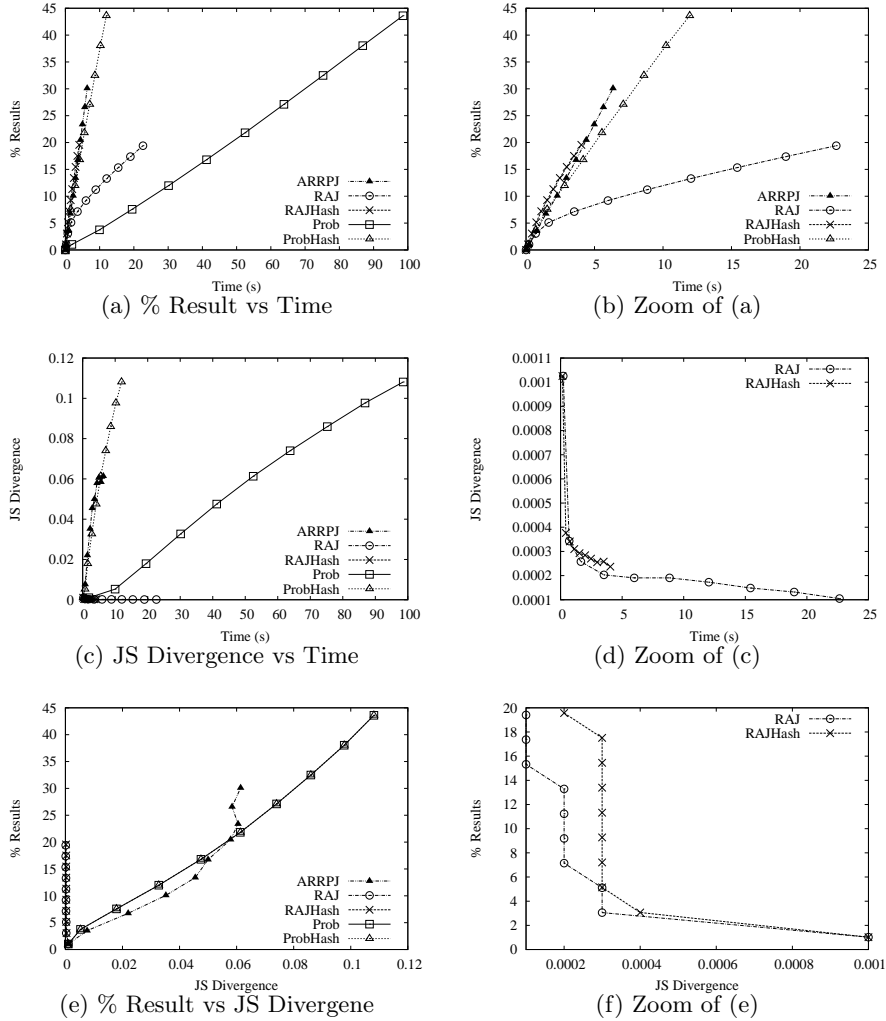 45
40
35
30
25
20
15
10
5
0
% Results
0 10 20 30 40 50 60 70 80 90 100
Time (s)
ARRPJ
RAJ
RAJHash
Prob
ProbHash
(a) % Result vs Time
45
40
35
30
25
20
15
10
5
0
% Results
0 5 10 15 20 25
Time (s)
ARRPJ
RAJ
RAJHash
ProbHash
(b) Zoom of (a)
0.12
0.1
0.08
0.06
0.04
0.02
0
JS Divergence
0 10 20 30 40 50 60 70 80 90 100
Time (s)
ARRPJ
RAJ
RAJHash
Prob
ProbHash
(c) JS Divergence vs Time
0.0011
0.001
0.0009
0.0008
0.0007
0.0006
0.0005
0.0004
0.0003
0.0002
0.0001
JS Divergence
0 5 10 15 20 25
Time (s)
RAJ
RAJHash
(d) Zoom of (c)
45
40
35
30
25
20
15
10
5
0
% Results
0 0.02 0.04 0.06 0.08 0.1 0.12
JS Divergence
ARRPJ
RAJ
RAJHash
Prob
ProbHash
(e) % Result vs JS Divergene
20
18
16
14
12
10
8
6
4
2
0
% Results
0.0002 0.0004 0.0006 0.0008 0.001
JS Divergence
RAJ
RAJHash
(f) Zoom of (e)